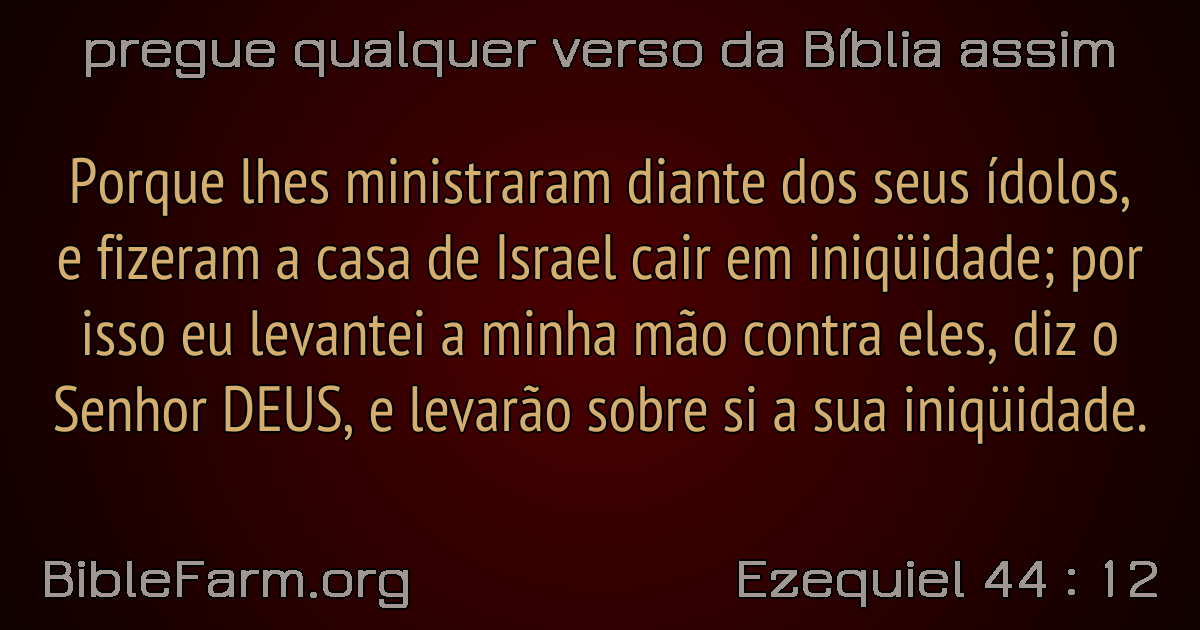 pregue qualquer verso da Bíblia assim
Porque lhes ministraram diante dos seus ídolos,
e fizeram a casa de Israel cair em iniqüidade; por
isso eu levantei a minha mão contra eles, diz o
Senhor DEUS, e levarão sobre si a sua iniqüidade.
BibleFarm.org
Ezequiel 44 : 12